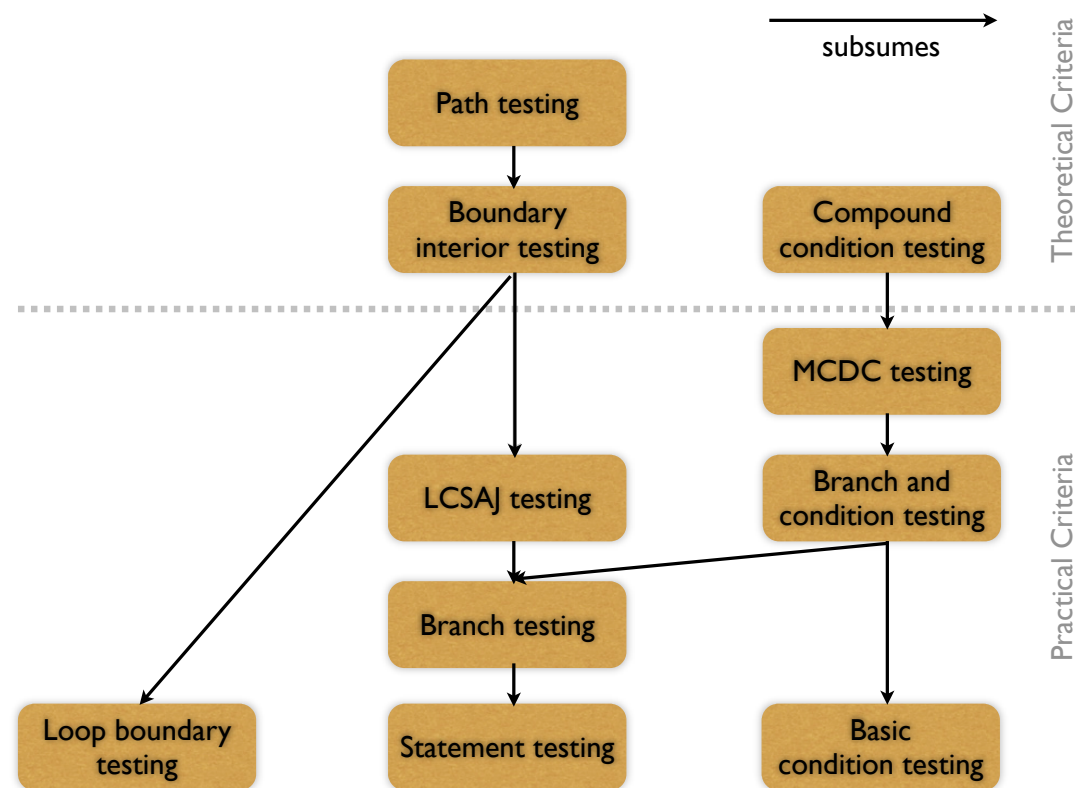 subsumes
Theoretical Criteria
Path testing
Boundary
interior testing
Compound
condition testing
MCDC testing
LCSAJ testing
Branch and
condition testing
Practical Criteria
Branch testing
Loop boundary
testing
Statement testing
Basic
condition testing